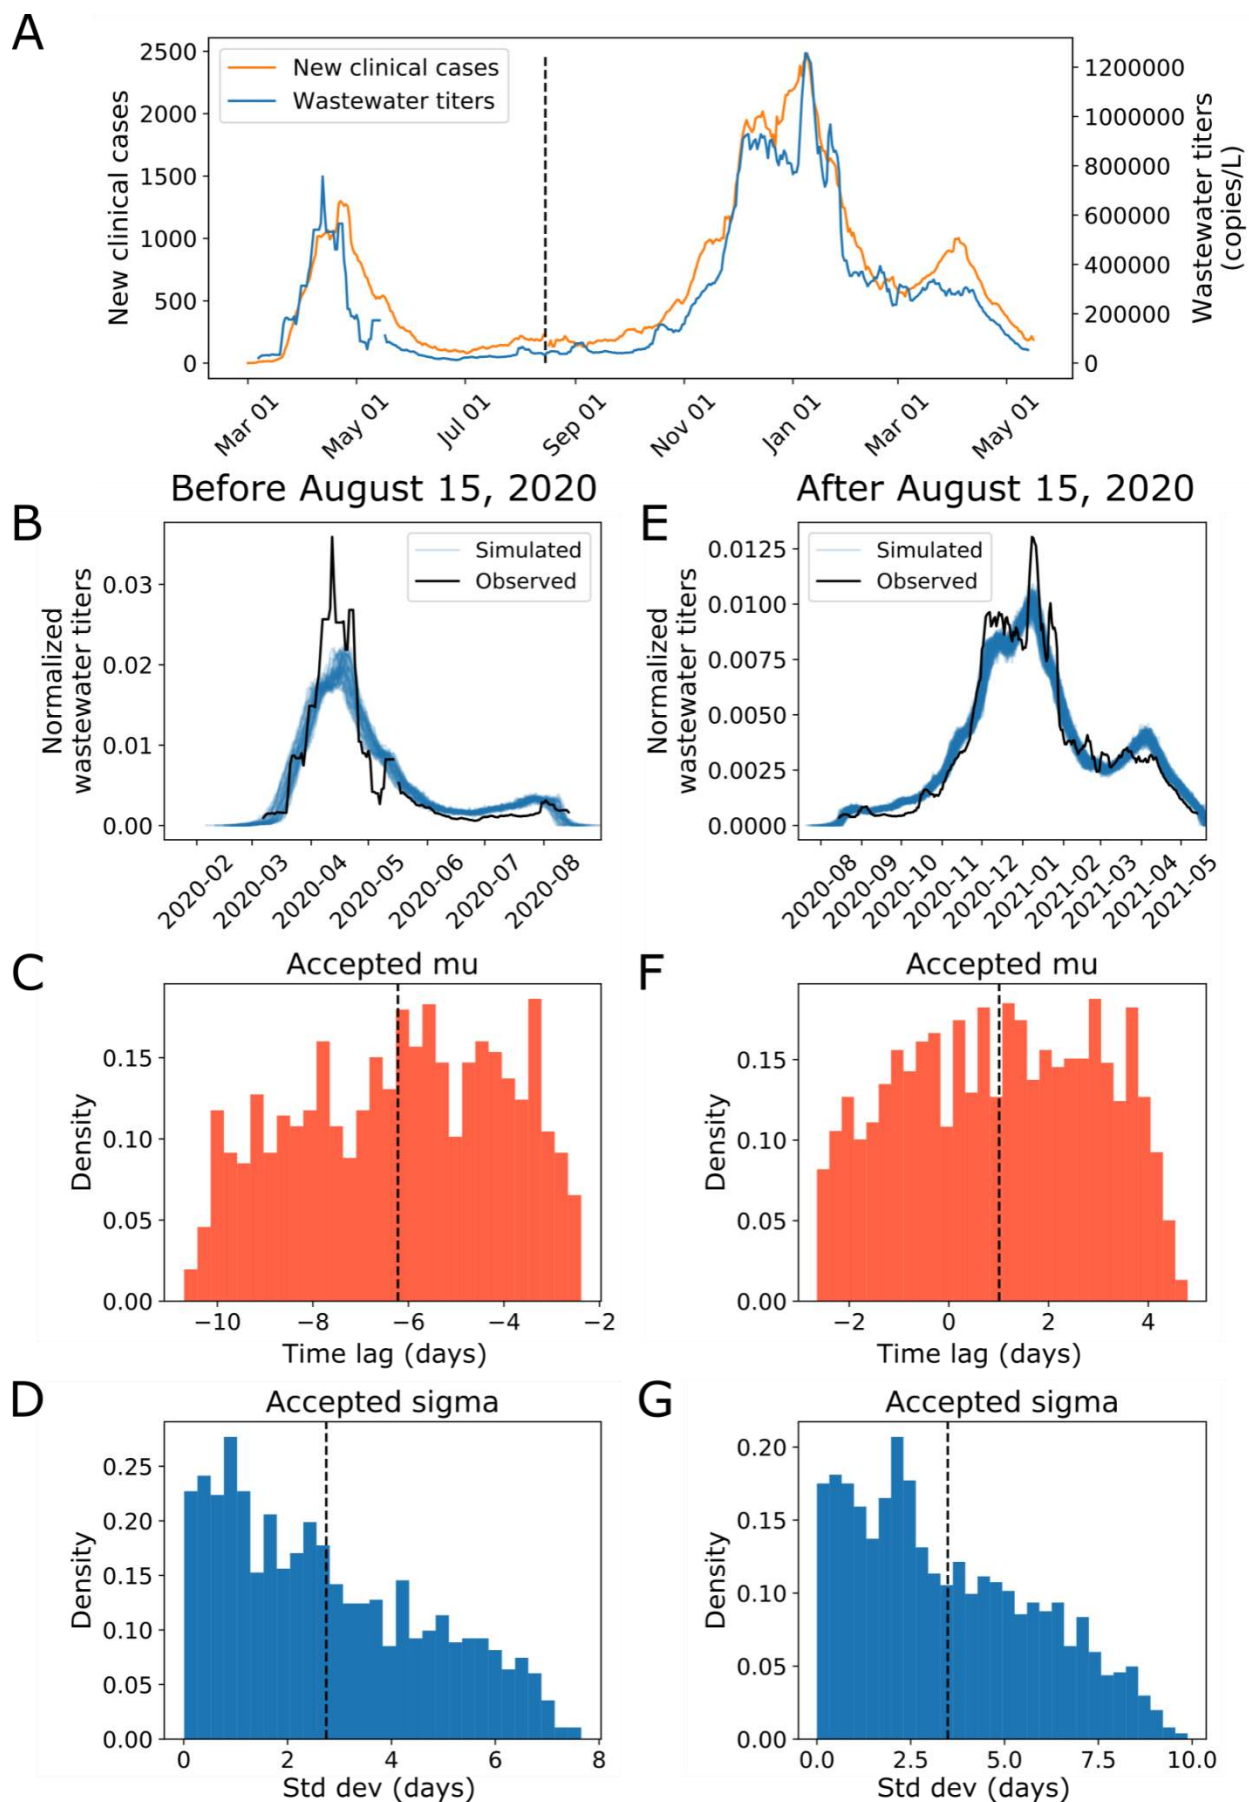 A
New clinical cases
Wastewater titers
2500
2000
1500
1000
500
0
New clinical cases
1200000
1000000
800000
600000
400000
200000
0
Wastewater titers
(copies/L)
Mar 01
May 01
Jul 01
Sep 01
Nov 01
Jan 01
Mar 01
May 01
Before August 15, 2020
B
Simulated
Observed
0.03
0.02
0.01
0.00
Normalized
wastewater titers
2020-02
2020-03
2020-04
2020-05
2020-06
2020-07
2020-08
After August 15, 2020
E
Simulated
Observed
0.0125
0.0100
0.0075
0.0050
0.0025
0.0000
Normalized
wastewater titers
2020-08
2020-09
2020-10
2020-11
2020-12
2021-01
2021-02
2021-03
2021-04
2021-05
C
Accepted mu
0.15
0.10
0.05
0.00
Density
−10
−8
−6
−4
−2
Time lag (days)
F
Accepted mu
0.15
0.10
0.05
0.00
Density
−2
0
2
4
Time lag (days)
D
Accepted sigma
0.25
0.20
0.15
0.10
0.05
0.00
Density
0
2
4
6
8
Std dev (days)
G
Accepted sigma
0.20
0.15
0.10
0.05
0.00
Density
0.0
2.5
5.0
7.5
10.0
Std dev (days)